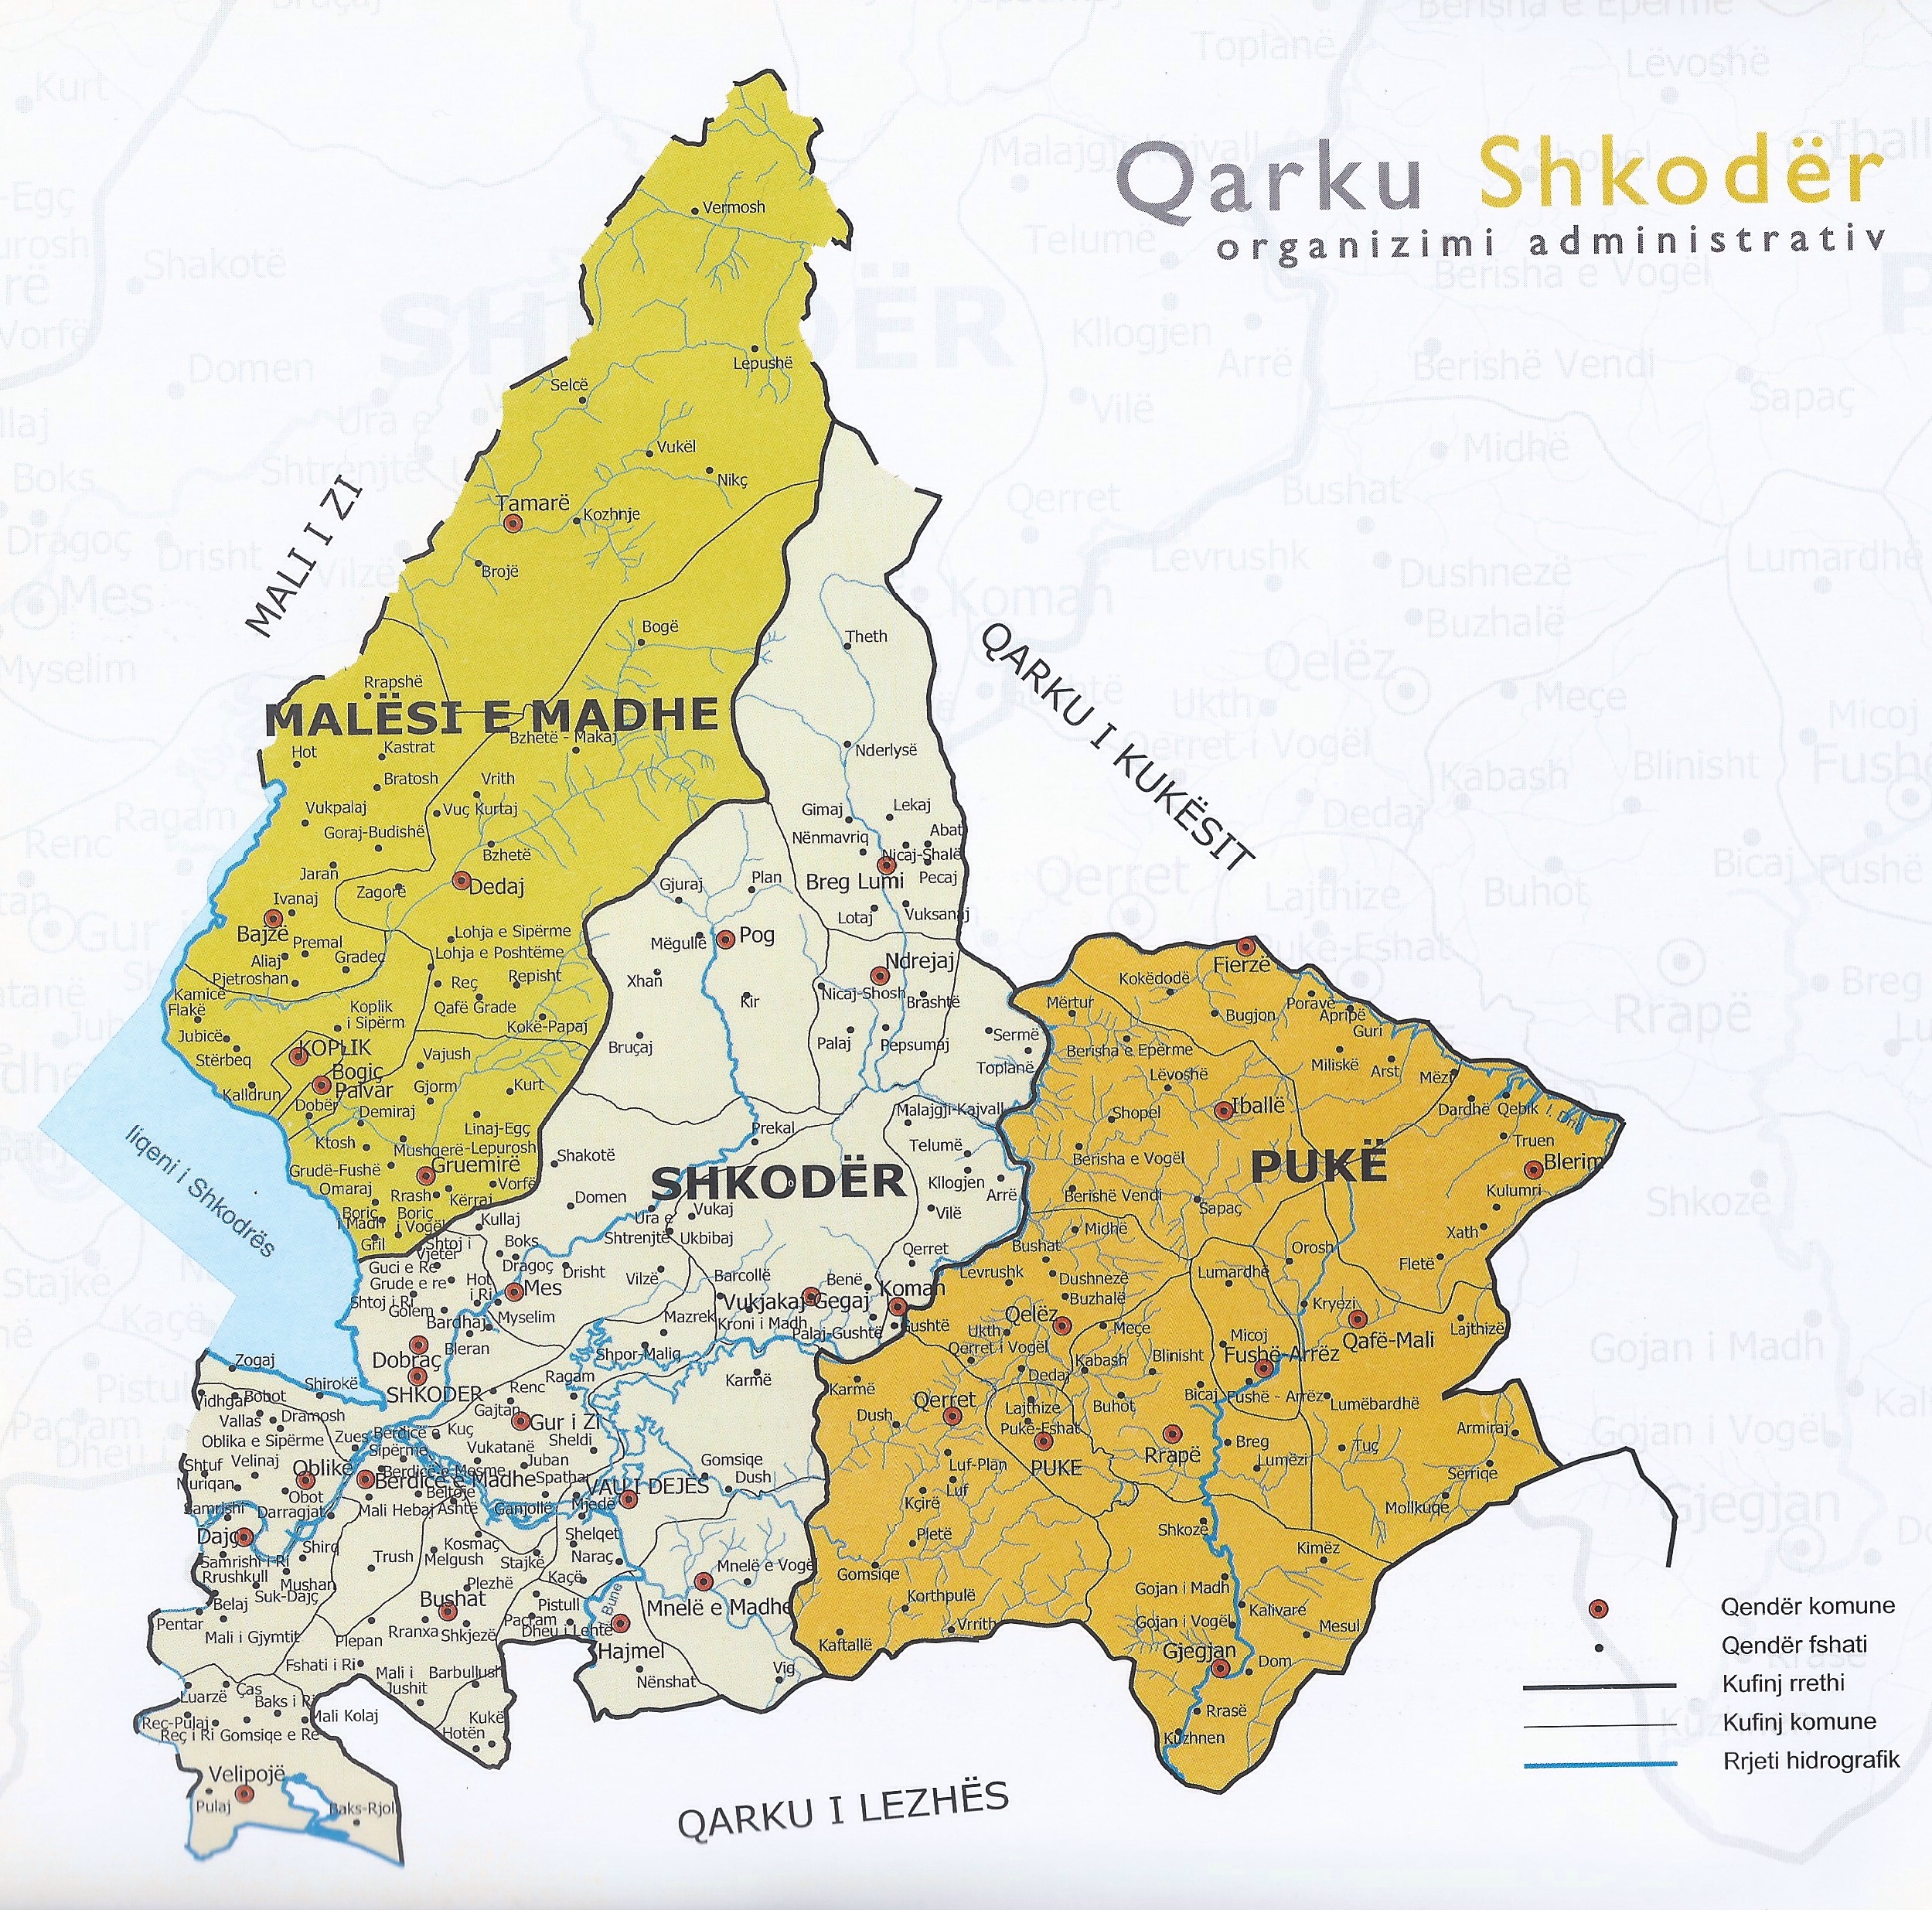 Qarku Shkodër
organizimi administrativ
MALI I ZI
QARKU I KUKËSIT
QARKU I LEZHËS
liqeni i Shkodrës
MALËSI E MADHE
Vermosh
Lepushë
Selcë
Vukël
Nikç
Tamarë
Kozhnje
Brojë
Bogë
Rrapshë
Bzhetë - Makaj
Hot
Kastrat
Bratosh
Vrith
Vukpalaj
Vuç Kurtaj
Goraj-Budishë
Bzhetë
Jaran
Zagorë
Dedaj
Ivanaj
Bajzë
Premal
Lohja e Sipërme
Aliaj
Gradeç
Lohja e Poshtëme
Pjetroshan
Reç
Repisht
Kamicë
Flakë
Koplik
i Sipërm
Qafë Grade
Kokë-Papaj
Jubicë
KOPLIK
Stërbeq
Vajush
Bogiç
Palvar
Kalldrun
Gjorm
Kurt
Dobër
Demiraj
Ktosh
Linaj-Egç
Mushqerë-Lepurosh
Grudë-Fushë
Gruemirë
Omaraj
Rrash
Kërraj
Vorfë
Boriç
i Madh
Boriç
i Vogël
Gril
SHKODËR
Theth
Nderlysë
Gimaj
Lekaj
Nënmavriq
Abat
Nicaj-Shalë
Breg Lumi
Pecaj
Lotaj
Vuksanaj
Gjuraj
Plan
Mëgullë
Pog
Ndrejaj
Xhan
Kir
Nicaj-Shosh
Brashtë
Bruçaj
Palaj
Pepsumaj
Sermë
Toplanë
Malajgji-Kajvall
Prekal
Telumë
Shakotë
Kllogjen
Arrë
Domen
Vilë
Ura e
Shtrenjtë
Vukaj
Ukbibaj
Kullaj
Shtoj i
Vjetër
Boks
Qerret
Guci e Re
Dragoç
Drisht
Vilzë
Barcollë
Benë
Grude e re
Hot
i Ri
Mes
Vukjakaj-Gegaj
Koman
Shtoj i Ri
Golem
Myselim
Mazrek
Kroni i Madh
Palaj-Gushtë
Gushtë
Bardhaj
Bleran
Dobraç
Shpor-Maliq
Zogaj
Shirokë
SHKODER
Renc
Ragam
Karmë
Vidhgar
Bobot
Gajtan
Gur i Zi
Vallas
Dramosh
Oblika e Sipërme
Zues
Berdicë e
Sipërme
Kuç
Vukatanë
Sheldi
Shtuf
Velinaj
Juban
Gomsiqe
Dush
Muriqan
Oblikë
Berdicë e Mesme
Berdicë e Madhe
Spathar
VAU I DEJËS
Obot
Beltojë
Samrishi
Darragjat
Mali Hebaj
Ashtë
Ganjollë
Mjedë
Dajç
Shelqet
Shirq
Kosmaç
Samrishi i Ri
Trush
Melgush
Stajkë
Naraç
Rrushkull
Mushan
Plezhë
Kaçë
Mnelë e Vogël
Suk-Dajç
Bushat
Belaj
Pistull
Bunë
Mnelë e Madhe
Pentar
Mali i Gjymtit
Plepan
Rranxa
Shkjezë
Paçram
Dheu i Lehtë
Hajmel
Fshati i Ri
Mali i
Jushit
Barbullush
Nënshat
Vig
Luarzë
Ças
Baks i Ri
Mali Kolaj
Reç-Pulaj
Reç i Ri
Gomsiqe e Re
Kukë
Hotën
Velipojë
Pulaj
Baks-Rjoll
PUKË
Fierzë
Kokëdodë
Mërtur
Bugjon
Poravë
Apripë
Guri
Berisha e Epërme
Miliskë
Arst
Mëzi
Lëvoshë
Shopel
Iballë
Dardhë
Qebik
l. Drin
Truen
Blerim
Berisha e Vogël
Kulumri
Berishë Vendi
Sapaç
Xath
Midhë
Bushat
Orosh
Fletë
Levrushk
Dushnezë
Lumardhë
Buzhalë
Kryezi
Qelëz
Ukth
Meçe
Micoj
Qafë-Mali
Lajthizë
Qerret i Vogël
Kabash
Blinisht
Fushë-Arrëz
Dedaj
Karmë
Qerret
Bicaj
Fushë - Arrëz
Lumëbardhë
Lajthize
Buhot
Dush
Pukë-Fshat
Armiraj
Rrapë
Breg
Tuç
Luf-Plan
PUKE
Lumëzi
Sërriqe
Luf
Kçirë
Mollkuqe
Pletë
Shkozë
Kimëz
Gomsiqe
Gojan i Madh
Korthpulë
Kalivare
Gojan i Vogël
Mesul
Vrrith
Kaftallë
Gjegjan
Dom
Rrasë
Kuzhnen
Qendër komune
Qendër fshati
Kufinj rrethi
Kufinj komune
Rrjeti hidrografik